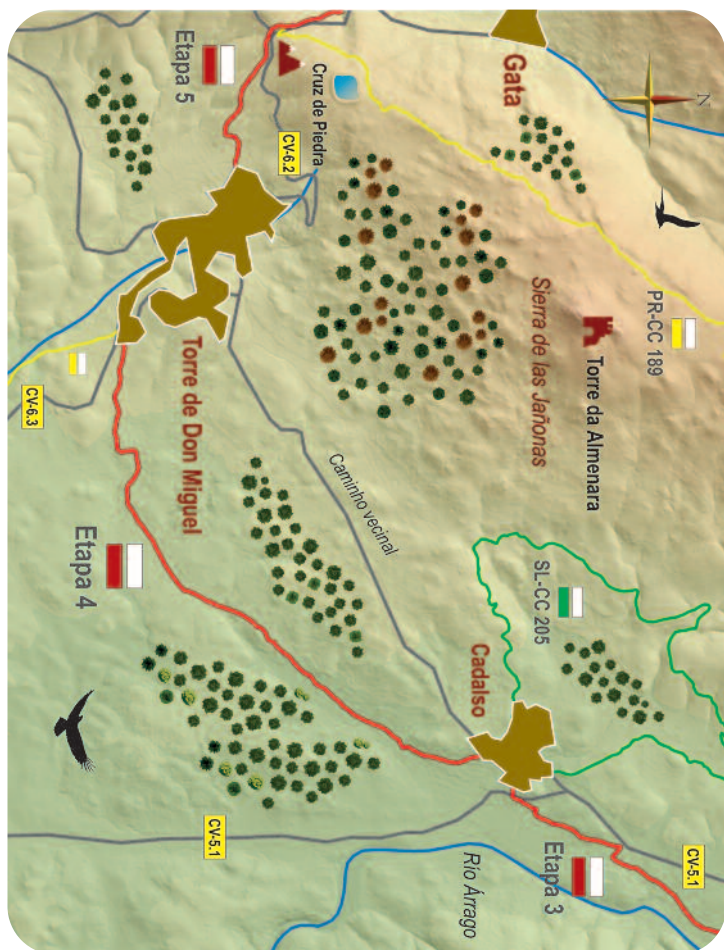 N
Gata
PR-CC 189
Torre da Almenara
Sierra de las Jañonas
Cruz de Piedra
CV-6.2
Etapa 5
Torre de Don Miguel
CV-6.3
Caminho vecinal
Etapa 4
SL-CC 205
Cadalso
CV-5.1
CV-5.1
Etapa 3
Río Árrago